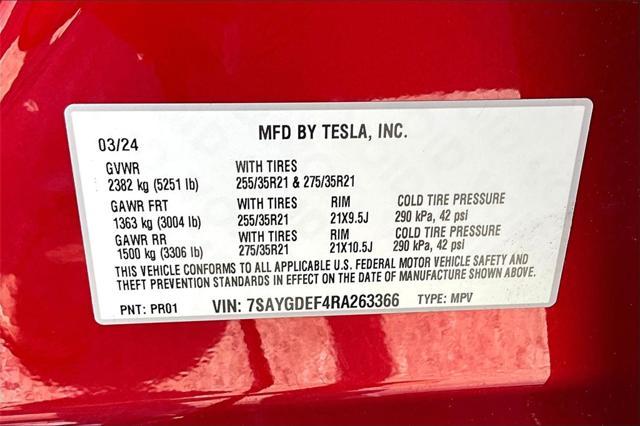 MFD BY TESLA, INC.
03/24
GVWR WITH TIRES
2382 kg (5251 lb) 255/35R21 & 275/35R21
GAWR FRT WITH TIRES RIM COLD TIRE PRESSURE
1363 kg (3004 lb) 255/35R21 21X9.5J 290 kPa, 42 psi
GAWR RR WITH TIRES RIM COLD TIRE PRESSURE
1500 kg (3306 lb) 275/35R21 21X10.5J 290 kPa, 42 psi
THIS VEHICLE CONFORMS TO ALL APPLICABLE U.S. FEDERAL MOTOR VEHICLE SAFETY AND
THEFT PREVENTION STANDARDS IN EFFECT ON THE DATE OF MANUFACTURE SHOWN ABOVE.
PNT: PR01 VIN: 7SAYGDEF4RA263366 TYPE: MPV